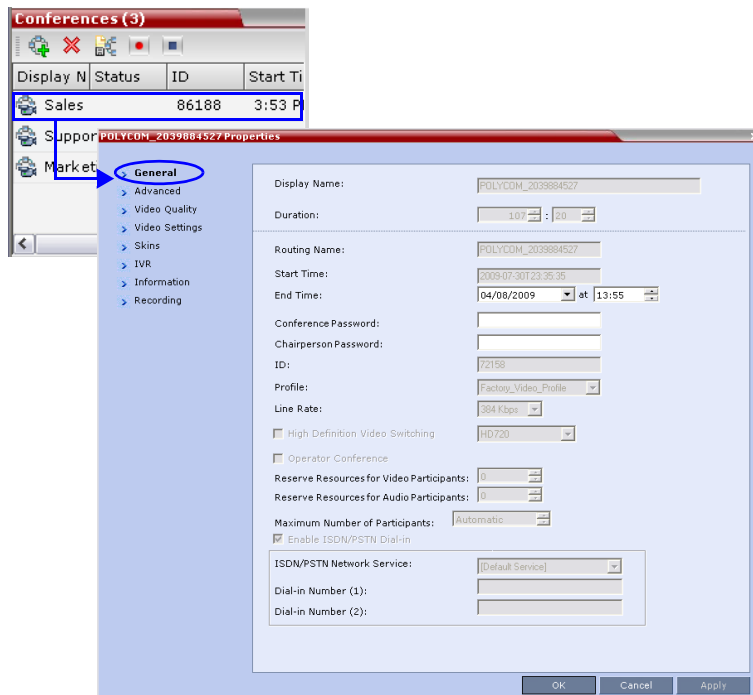 Conferences (3)
Display N Status ID Start Ti
Sales 86188 3:53 P
Suppor
Market
POLYCOM_2039884527 Properties
General
Advanced
Video Quality
Video Settings
Skins
IVR
Information
Recording
Display Name: POLYCOM_2039884527
Duration: 107 : 20
Routing Name: POLYCOM_2039884527
Start Time: 2009-07-30T23:35:35
End Time: 04/08/2009 at 13:55
Conference Password:
Chairperson Password:
ID: 72158
Profile: Factory_Video_Profile
Line Rate: 384 Kbps
High Definition Video Switching HD720
Operator Conference
Reserve Resources for Video Participants: 0
Reserve Resources for Audio Participants: 0
Maximum Number of Participants: Automatic
Enable ISDN/PSTN Dial-in
ISDN/PSTN Network Service: [Default Service]
Dial-in Number (1):
Dial-in Number (2):
OK Cancel Apply